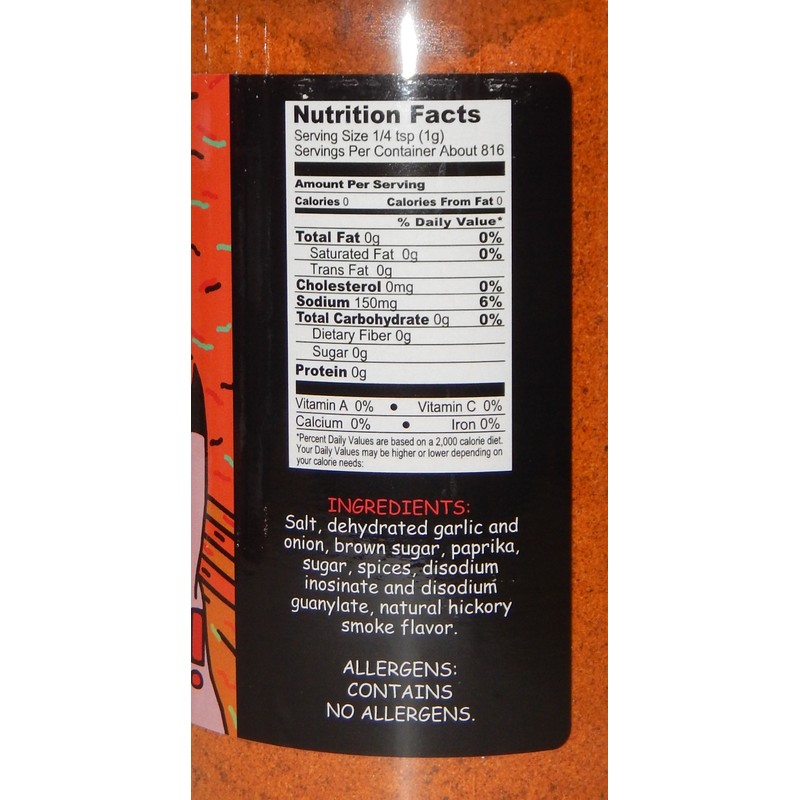 Nutrition Facts
Serving Size 1/4 tsp (1g)
Servings Per Container About 816
Amount Per Serving
Calories 0 Calories From Fat 0
% Daily Value*
Total Fat 0g 0%
Saturated Fat 0g 0%
Trans Fat 0g
Cholesterol 0mg 0%
Sodium 150mg 6%
Total Carbohydrate 0g 0%
Dietary Fiber 0g
Sugar 0g
Protein 0g
Vitamin A 0% • Vitamin C 0%
Calcium 0% • Iron 0%
*Percent Daily Values are based on a 2,000 calorie diet.
Your Daily Values may be higher or lower depending on
your calorie needs:
INGREDIENTS:
Salt, dehydrated garlic and
onion, brown sugar, paprika,
sugar, spices, disodium
inosinate and disodium
guanylate, natural hickory
smoke flavor.
ALLERGENS:
CONTAINS
NO ALLERGENS.